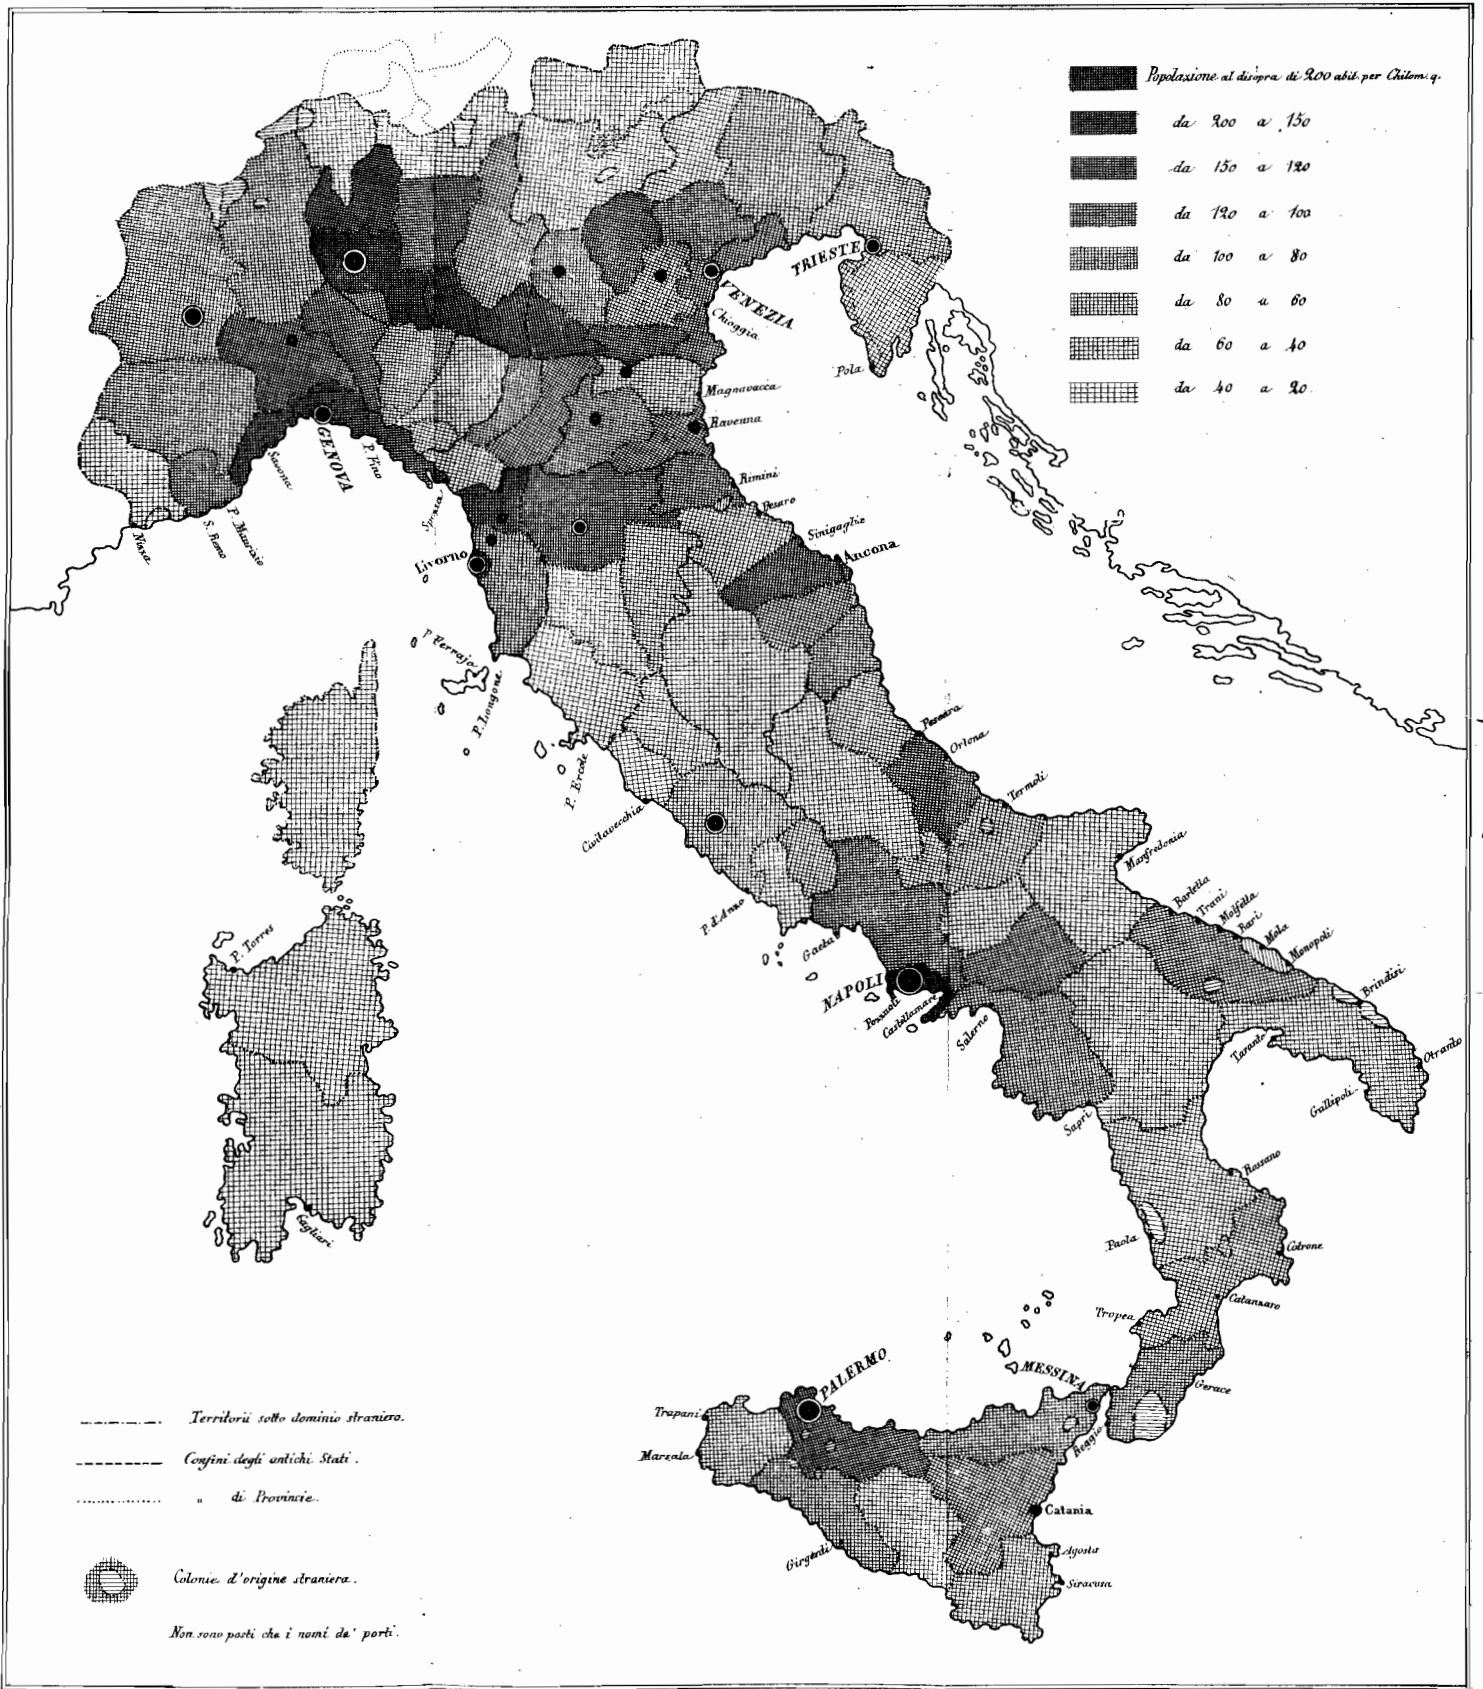 Popolazione al disopra di 200 abit. per Chilom. q.
da 200 a 150
da 150 a 120
da 120 a 100
da 100 a 80
da 80 a 60
da 60 a 40
da 40 a 20
TRIESTE
VENEZIA
Chioggia
Pola
Magnavacca
Ravenna
GENOVA
Savona
P. Fino
Rimini
Pesaro
Spezia
Sinigaglia
Nizza
S. Remo
P. Maurizio
Ancona
Livorno
P. Ferrajo
P. Longone
Pescara
Ortona
P. Ercole
Termoli
Civitavecchia
Manfredonia
Barletta
Trani
Molfetta
Bari
Mola
Monopoli
P. d'Anzo
Gaeta
P. Torres
Brindisi
NAPOLI
Pozzuoli
Castellamare
Salerno
Taranto
Otranto
Gallipoli
Sapri
Rossano
Cagliari
Paola
Cotrone
Catanzaro
Tropea
PALERMO
MESSINA
Gerace
Trapani
Reggio
Marsala
Catania
Girgenti
Agosta
Siracusa
Territorii sotto dominio straniero.
Confini degli antichi Stati.
" di Provincie.
Colonie d'origine straniera.
Non sono posti che i nomi de' porti.